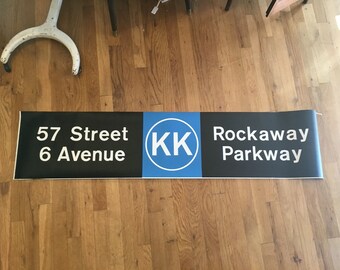 57 Street
6 Avenue
KK
Rockaway
Parkway